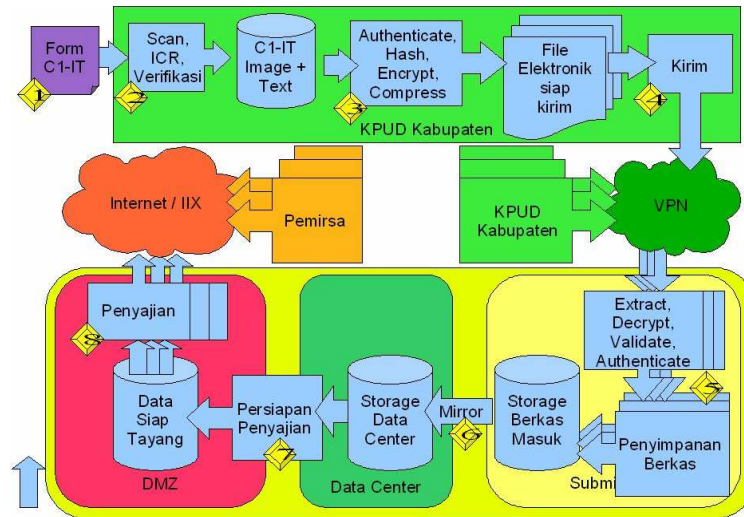 Form
C1-IT
1
Scan,
ICR,
Verifikasi
2
C1-IT
Image +
Text
Authenticate,
Hash,
Encrypt,
Compress
3
File
Elektronik
siap
kirim
Kirim
4
KPUD Kabupaten
Internet / IIX
Pemirsa
KPUD
Kabupaten
VPN
Penyajian
8
Data
Siap
Tayang
DMZ
Persiapan
Penyajian
7
Storage
Data
Center
Data Center
Mirror
6
Storage
Berkas
Masuk
Extract,
Decrypt,
Validate,
Authenticate
5
Penyimpanan
Berkas